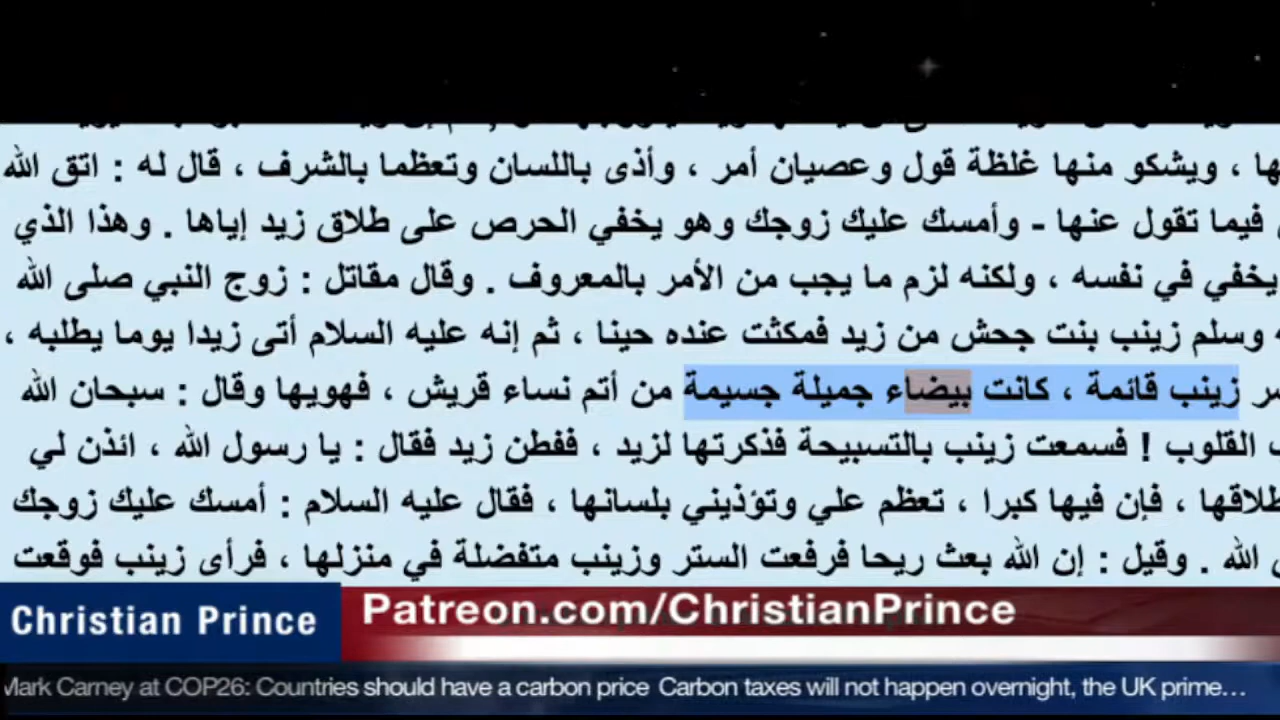 ها ، ويشكو منها غلظة قول وعصيان أمر ، وأذى باللسان وتعظما بالشرف ، قال له : اتق الله
فيما تقول عنها - وأمسك عليك زوجك وهو يخفي الحرص على طلاق زيد إياها . وهذا الذي
يخفي في نفسه ، ولكنه لزم ما يجب من الأمر بالمعروف . وقال مقاتل : زوج النبي صلى الله
وسلم زينب بنت جحش من زيد فمكثت عنده حينا ، ثم إنه عليه السلام أتى زيدا يوما يطلبه ،
زينب قائمة ، كانت بيضاء جميلة جسيمة من أتم نساء قريش ، فهويها وقال : سبحان الله
القلوب ! فسمعت زينب بالتسبيحة فذكرتها لزيد ، ففطن زيد فقال : يا رسول الله ، ائذن لي
طلاقها ، فإن فيها كبرا ، تعظم علي وتؤذيني بلسانها ، فقال عليه السلام : أمسك عليك زوجك
الله . وقيل : إن الله بعث ريحا فرفعت الستر وزينب متفضلة في منزلها ، فرأى زينب فوقعت
Christian Prince
Patreon.com/ChristianPrince
Mark Carney at COP26: Countries should have a carbon price Carbon taxes will not happen overnight, the UK prime...